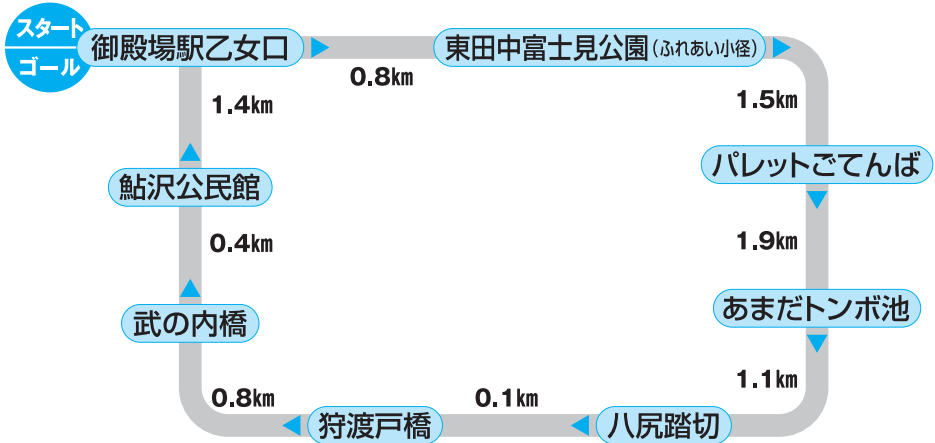 スタート
ゴール
御殿場駅乙女口
0.8km
東田中富士見公園(ふれあい小径)
1.5km
パレットごてんば
1.9km
あまだトンボ池
1.1km
八尻踏切
0.1km
狩渡戸橋
0.8km
武の内橋
0.4km
鮎沢公民館
1.4km